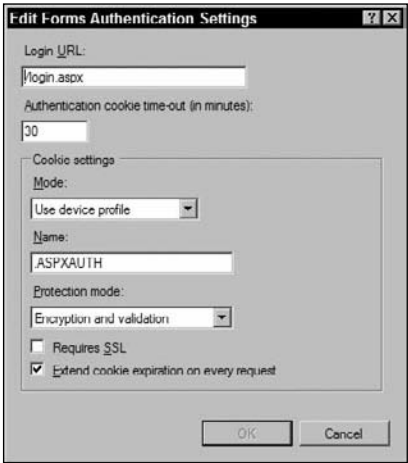 Edit Forms Authentication Settings
Login URL:
/login.aspx
Authentication cookie time-out (in minutes):
30
Cookie settings
Mode:
Use device profile
Name:
.ASPXAUTH
Protection mode:
Encryption and validation
Requires SSL
Extend cookie expiration on every request
OK Cancel